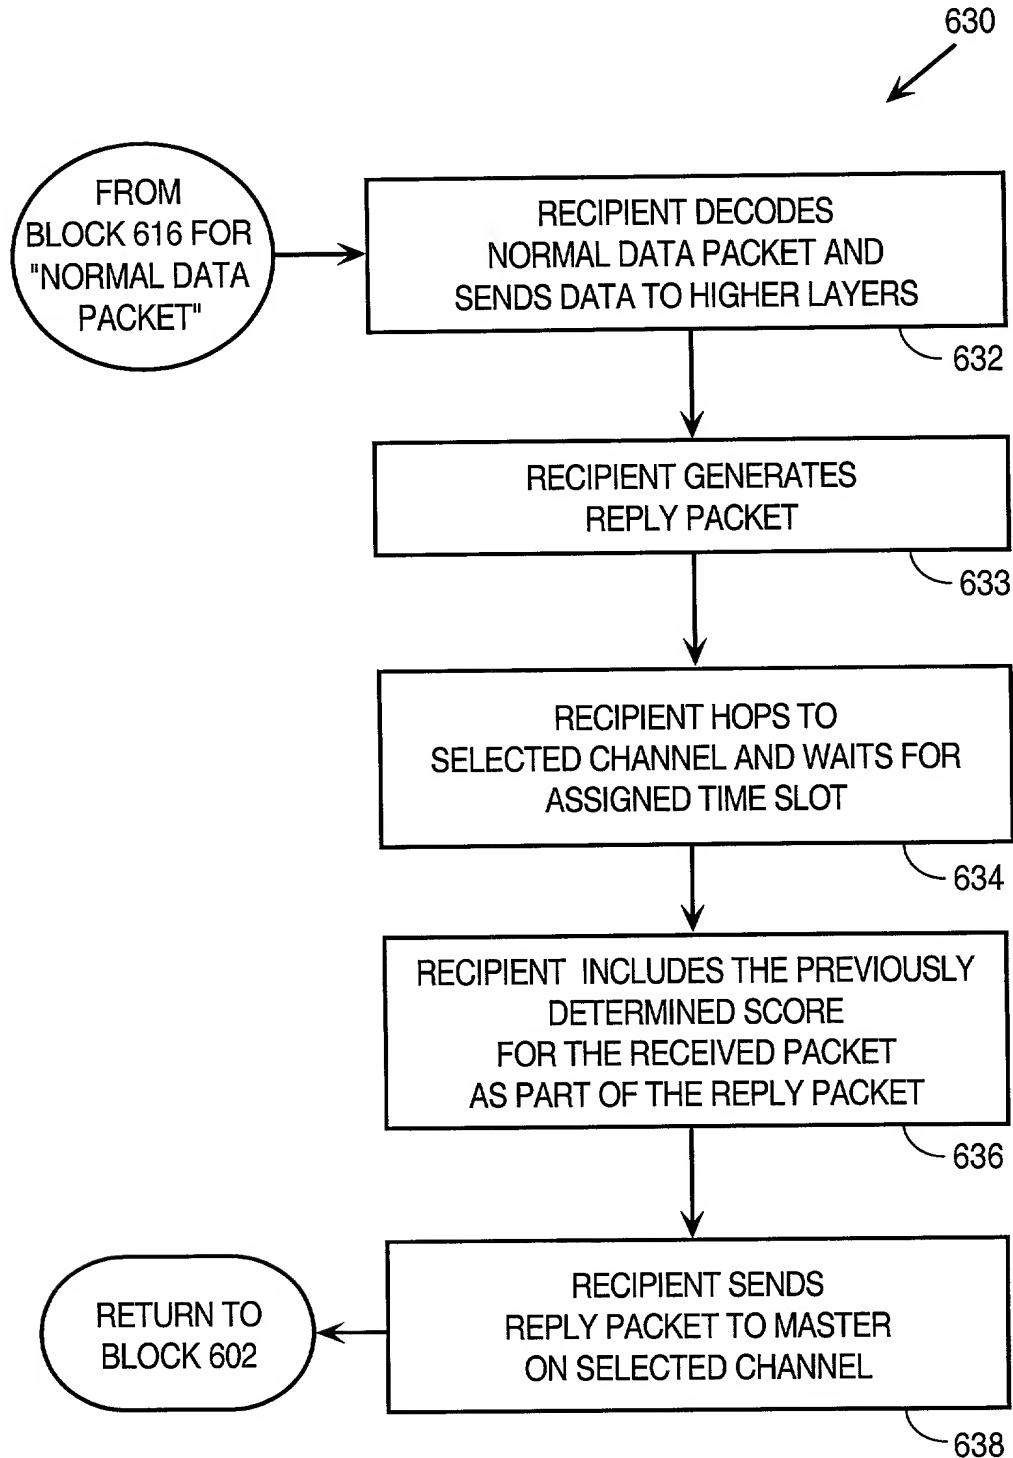 630
FROM
BLOCK 616 FOR
"NORMAL DATA
PACKET"
RECIPIENT DECODES
NORMAL DATA PACKET AND
SENDS DATA TO HIGHER LAYERS
632
RECIPIENT GENERATES
REPLY PACKET
633
RECIPIENT HOPS TO
SELECTED CHANNEL AND WAITS FOR
ASSIGNED TIME SLOT
634
RECIPIENT INCLUDES THE PREVIOUSLY
DETERMINED SCORE
FOR THE RECEIVED PACKET
AS PART OF THE REPLY PACKET
636
RECIPIENT SENDS
REPLY PACKET TO MASTER
ON SELECTED CHANNEL
638
RETURN TO
BLOCK 602